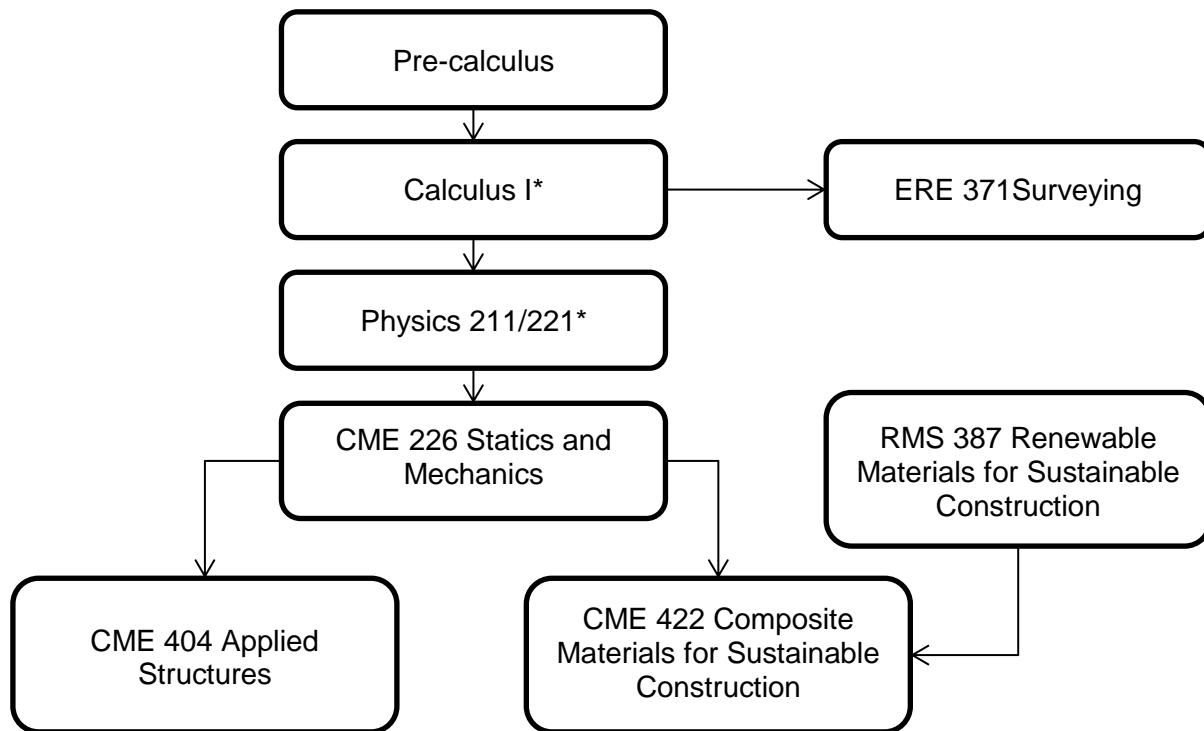 Pre-calculus
Calculus I*
ERE 371Surveying
Physics 211/221*
CME 226 Statics and
Mechanics
RMS 387 Renewable
Materials for Sustainable
Construction
CME 404 Applied
Structures
CME 422 Composite
Materials for Sustainable
Construction